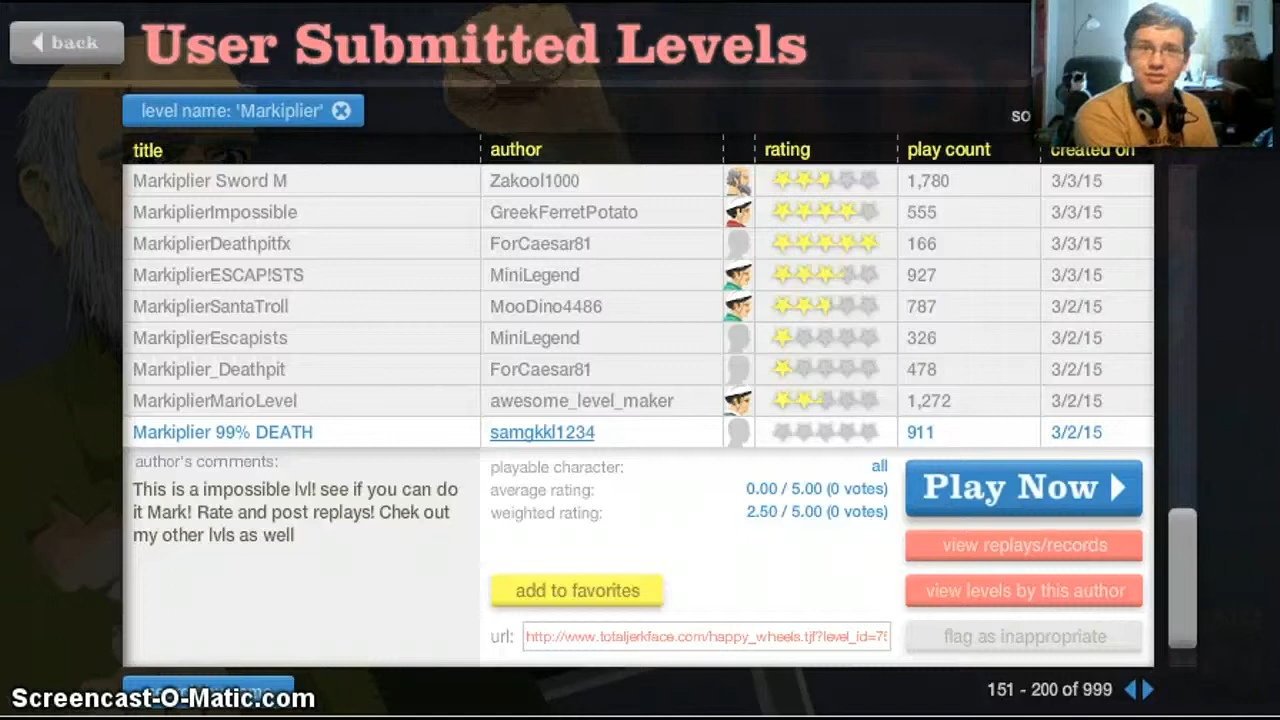 back
User Submitted Levels
level name: 'Markiplier'
so
title author rating play count created on
Markiplier Sword M Zakool1000 1,780 3/3/15
MarkiplierImpossible GreekFerretPotato 555 3/3/15
MarkiplierDeathpitfx ForCaesar81 166 3/3/15
MarkiplierESCAP!STS MiniLegend 927 3/3/15
MarkiplierSantaTroll MooDino4486 787 3/2/15
MarkiplierEscapists MiniLegend 326 3/2/15
Markiplier_Deathpit ForCaesar81 478 3/2/15
MarkiplierMarioLevel awesome_level_maker 1,272 3/2/15
Markiplier 99% DEATH samgkkl1234 911 3/2/15
author's comments:
This is a impossible lvl! see if you can do
it Mark! Rate and post replays! Chek out
my other lvls as well
playable character: all
average rating: 0.00 / 5.00 (0 votes)
weighted rating: 2.50 / 5.00 (0 votes)
add to favorites
url: http://www.totaljerkface.com/happy_wheels.tjf?level_id=75
Play Now
view replays/records
view levels by this author
flag as inappropriate
Screencast-O-Matic.com
151 - 200 of 999